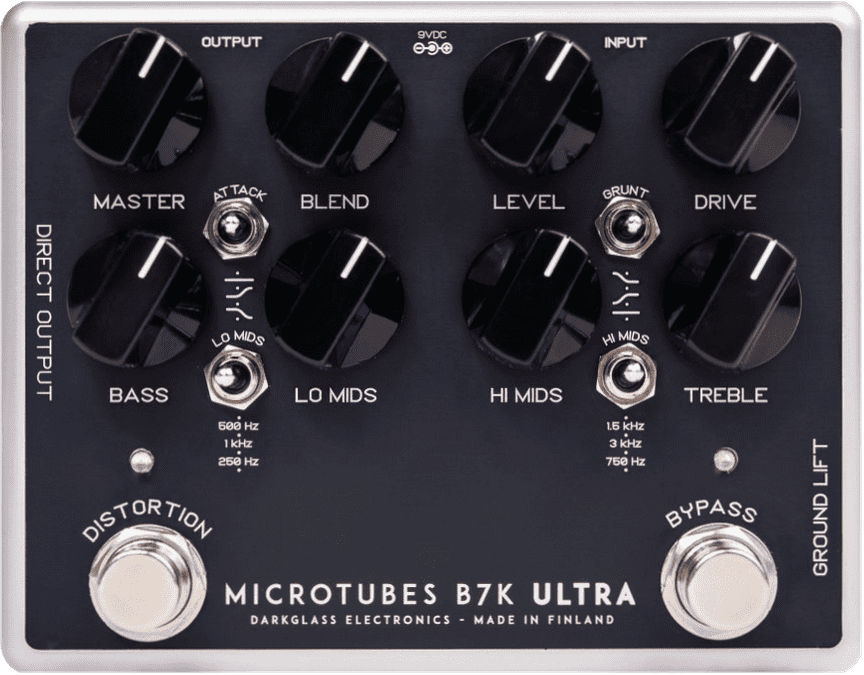 OUTPUT
9VDC
INPUT
MASTER
ATTACK
BLEND
LEVEL
GRUNT
DRIVE
DIRECT OUTPUT
LO MIDS
HI MIDS
BASS
LO MIDS
HI MIDS
TREBLE
500 Hz
1 kHz
250 Hz
1.5 kHz
3 kHz
750 Hz
GROUND LIFT
DISTORTION
BYPASS
MICROTUBES B7K ULTRA
DARKGLASS ELECTRONICS - MADE IN FINLAND